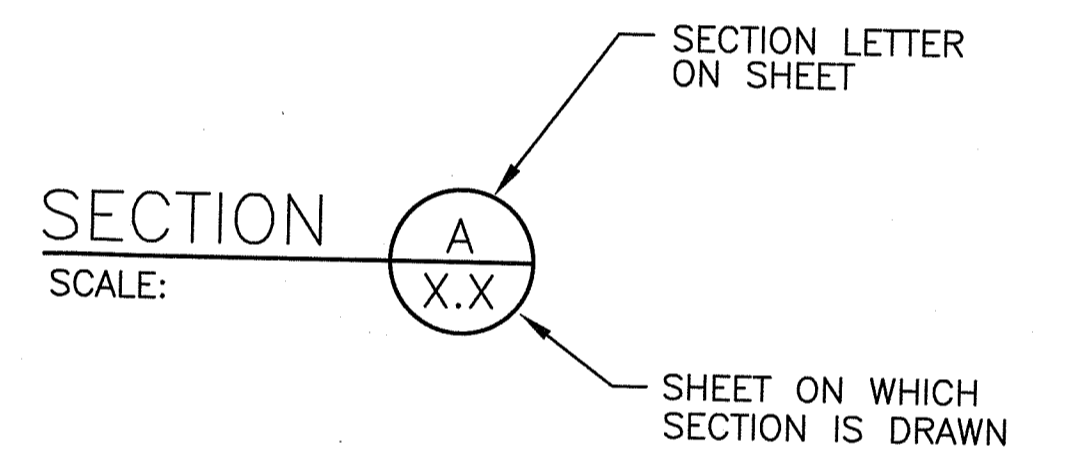 SECTION LETTER
ON SHEET
SECTION
A
SCALE:
X.X
SHEET ON WHICH
SECTION IS DRAWN